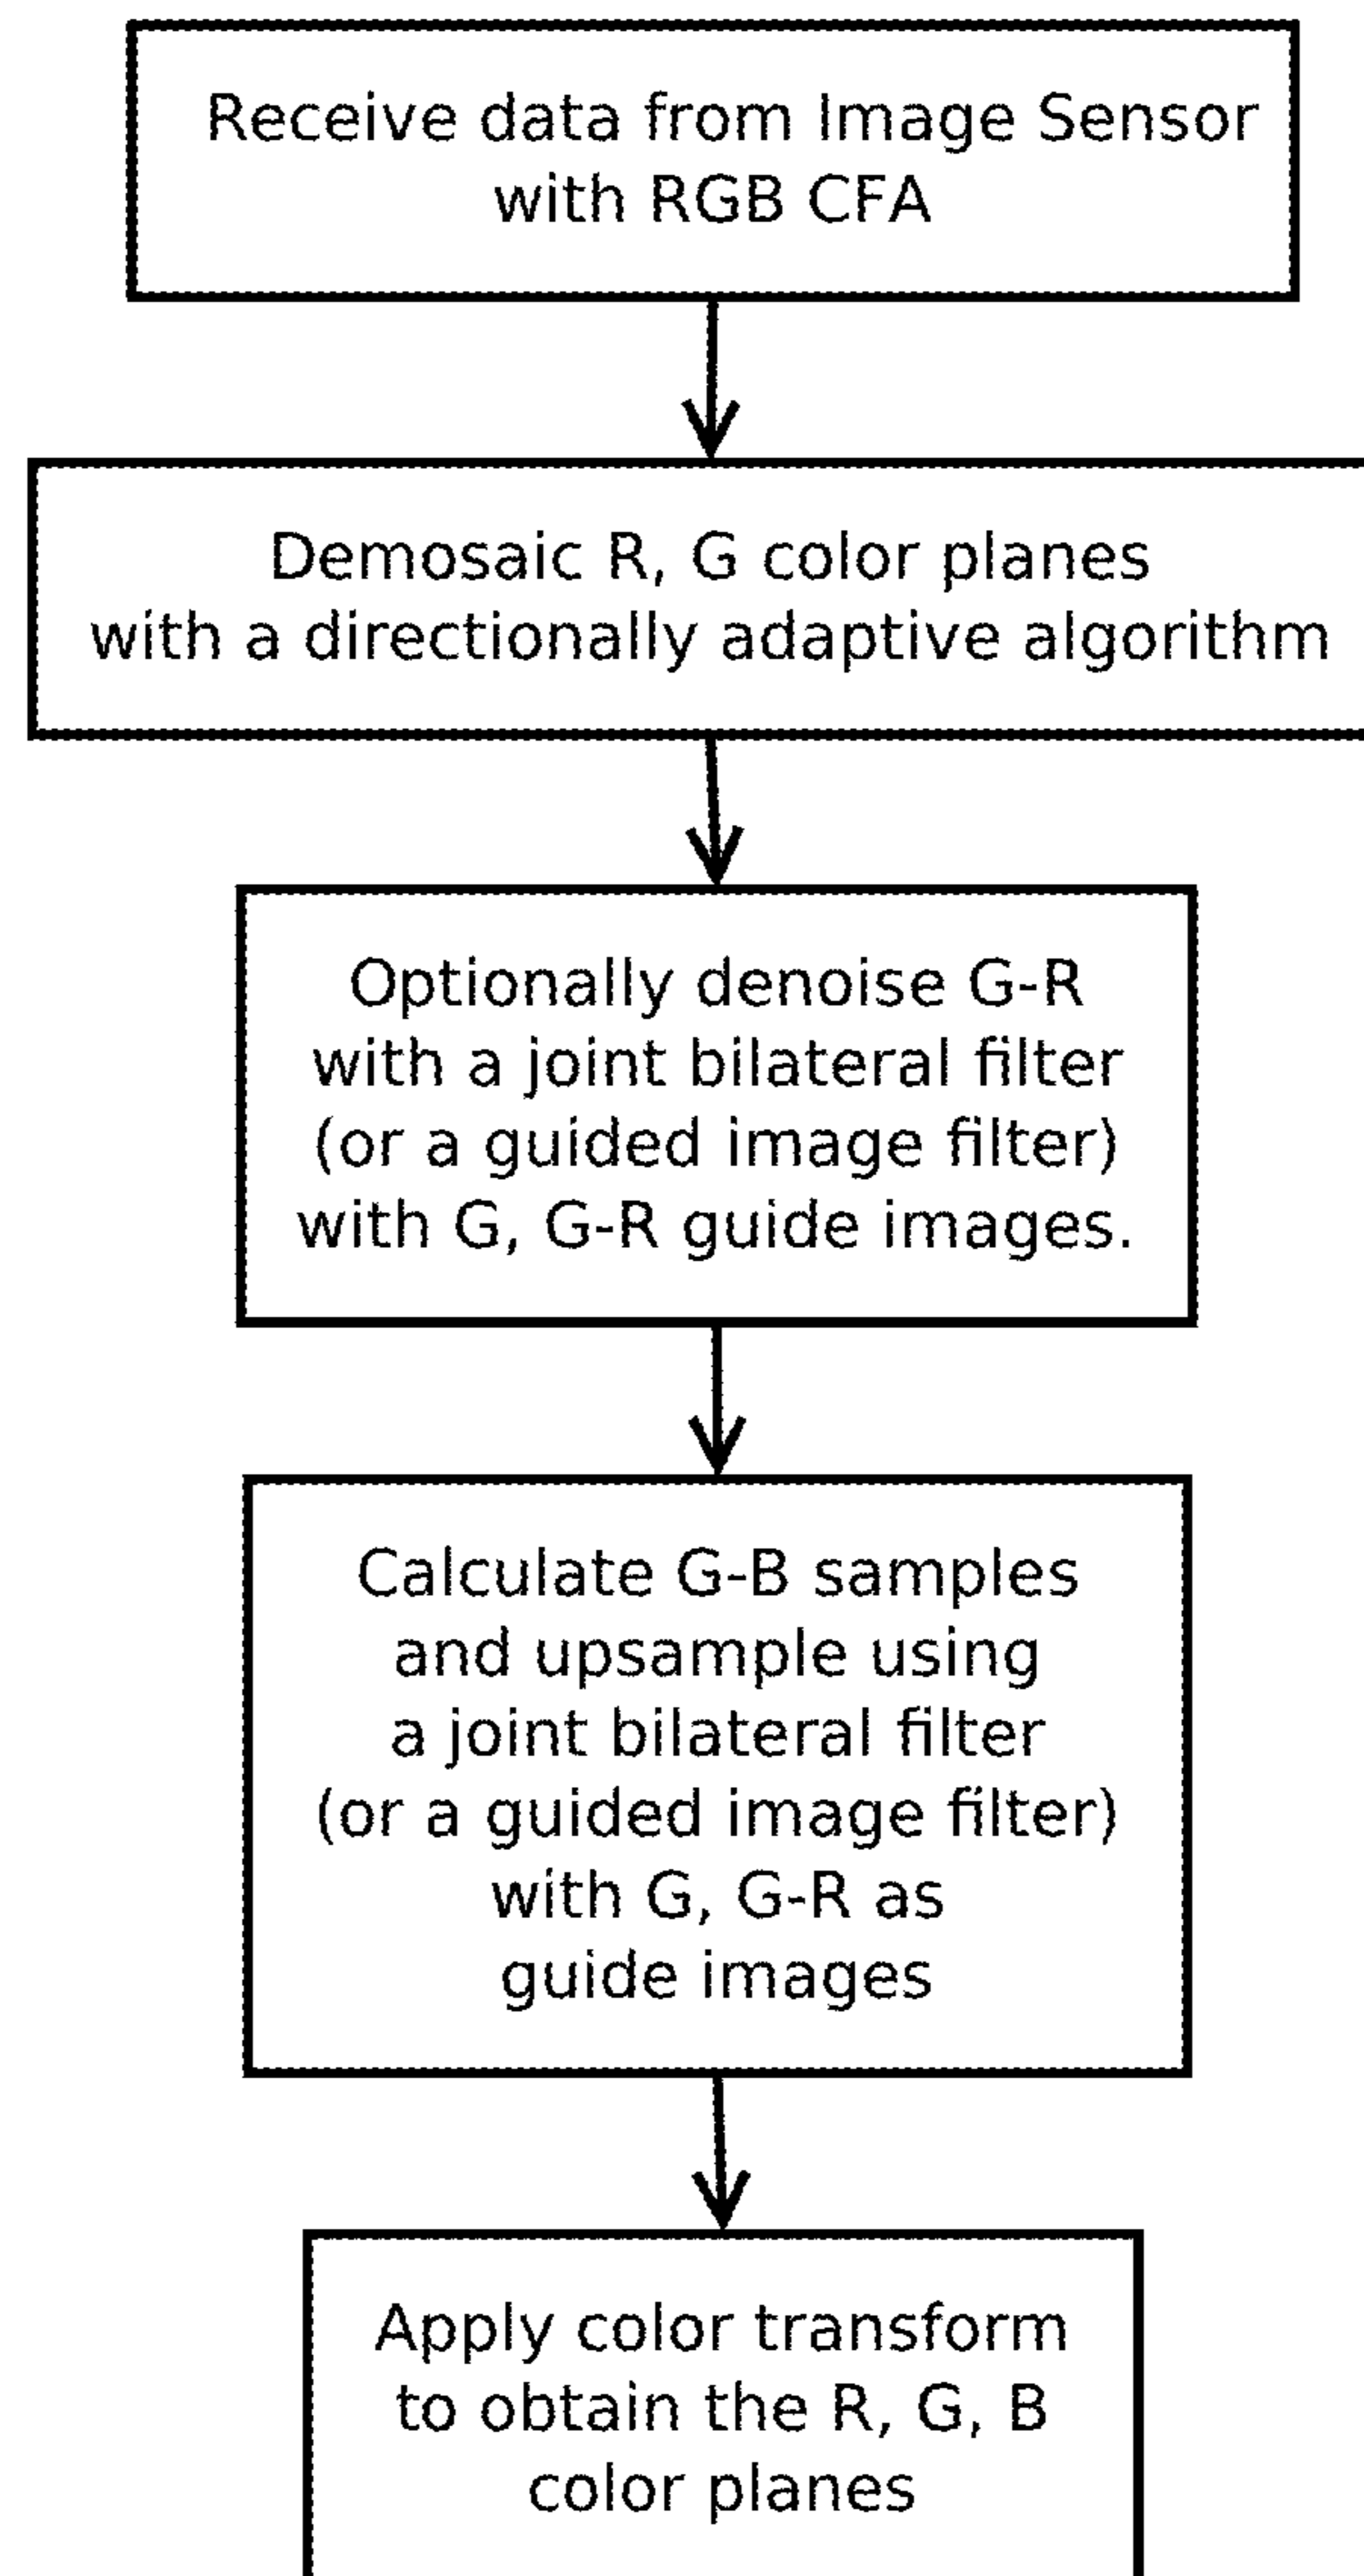 Receive data from Image Sensor
with RGB CFA
Demosaic R, G color planes
with a directionally adaptive algorithm
Optionally denoise G-R
with a joint bilateral filter
(or a guided image filter)
with G, G-R guide images.
Calculate G-B samples
and upsample using
a joint bilateral filter
(or a guided image filter)
with G, G-R as
guide images
Apply color transform
to obtain the R, G, B
color planes